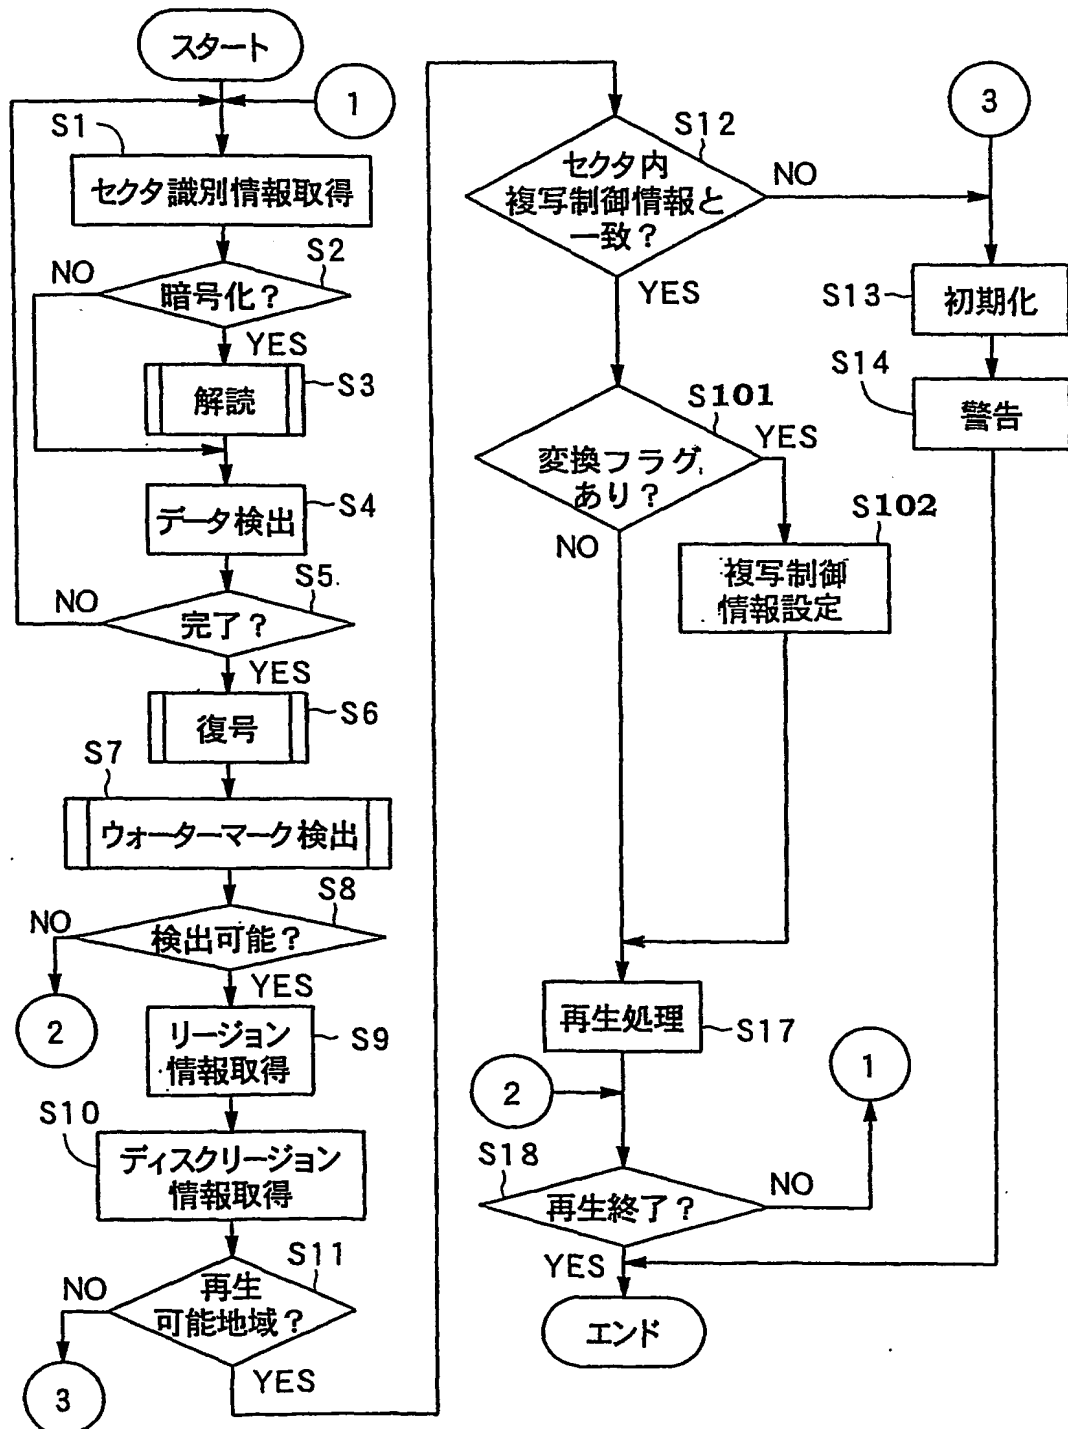 スタート
1
S1
セクタ識別情報取得
S2
NO
暗号化?
YES
S3
解読
S4
データ検出
S5
NO
完了?
YES
S6
復号
S7
ウォーターマーク検出
S8
NO
検出可能?
YES
2
S9
リージョン
情報取得
S10
ディスクリージョン
情報取得
S11
NO
再生
可能地域?
YES
3
S12
セクタ内
複写制御情報と
一致?
NO
YES
3
S13
初期化
S14
警告
S101
変換フラグ
あり?
YES
NO
S102
複写制御
情報設定
再生処理
S17
2
1
S18
再生終了?
NO
YES
エンド